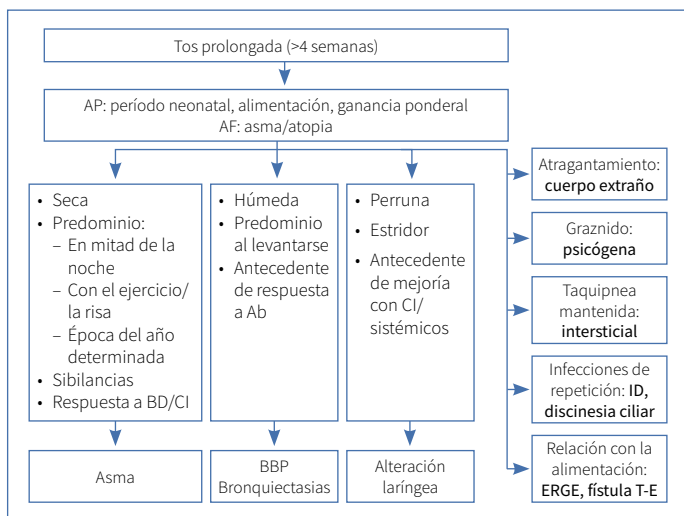 Tos prolongada (>4 semanas)
AP: período neonatal, alimentación, ganancia ponderal
AF: asma/atopia
• Seca
• Predominio:
– En mitad de la
noche
– Con el ejercicio/
la risa
– Época del año
determinada
• Sibilancias
• Respuesta a BD/CI
• Húmeda
• Predominio
al levantarse
• Antecedente
de respuesta
a Ab
• Perruna
• Estridor
• Antecedente
de mejoría
con CI/
sistémicos
Asma
BBP
Bronquiectasias
Alteración
laríngea
Atragantamiento:
cuerpo extraño
Graznido:
psicógena
Taquipnea
mantenida:
intersticial
Infecciones de
repetición: ID,
discinesia ciliar
Relación con la
alimentación:
ERGE, fístula T-E